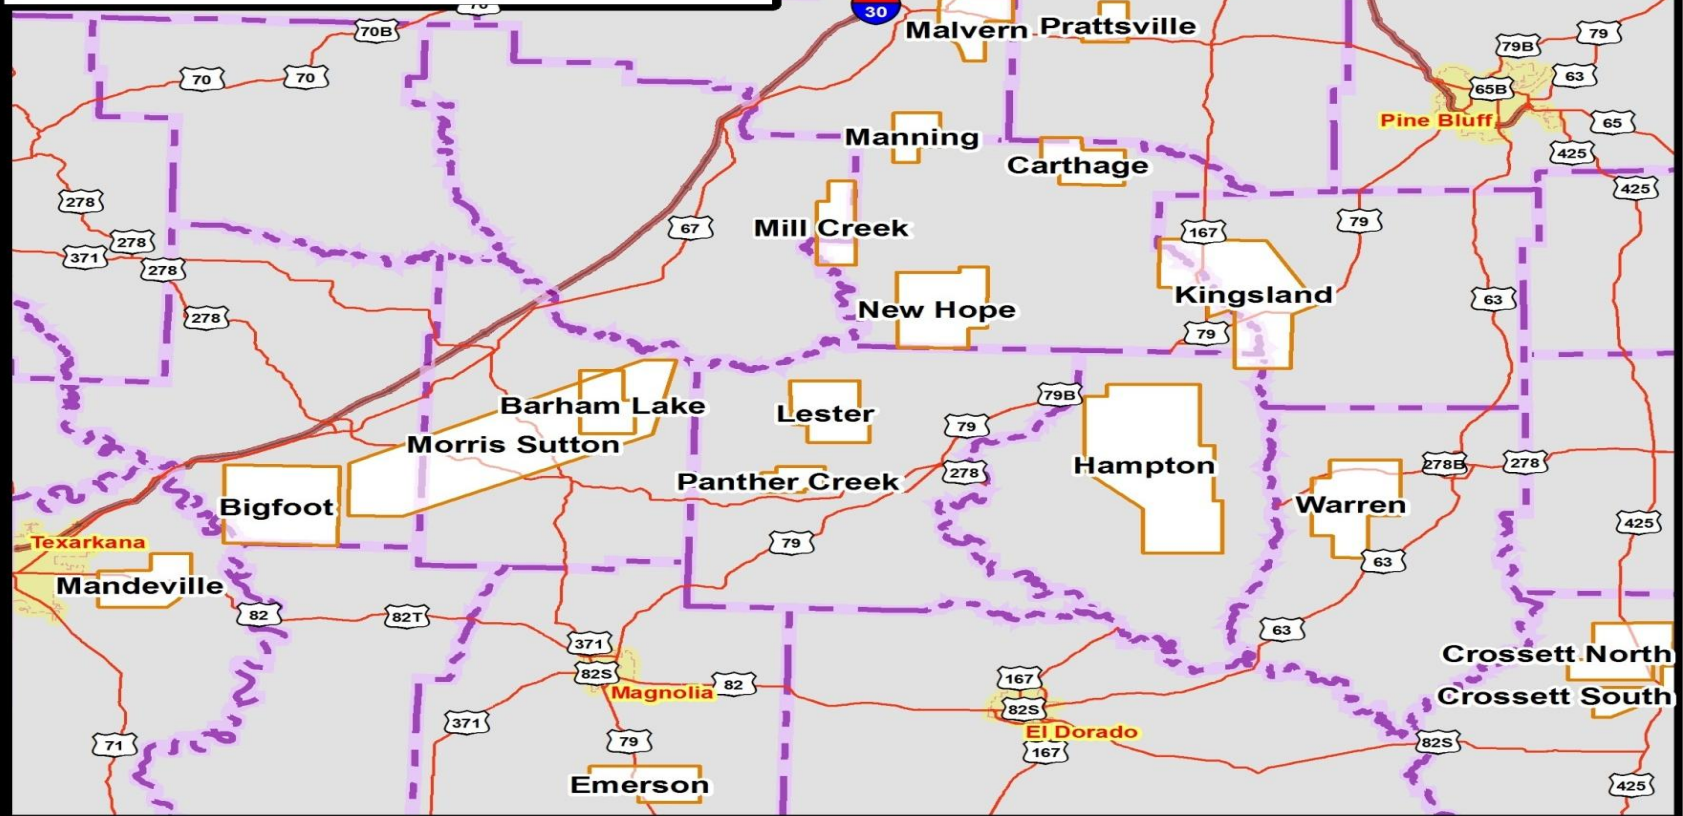 70
30
Malvern
Prattsville
70B
79B
79
70
70
63
65B
Pine Bluff
65
Manning
Carthage
425
278
425
67
Mill Creek
167
79
278
371
278
New Hope
Kingsland
63
278
79
79B
Barham Lake
Lester
79
Morris Sutton
278
Hampton
278B
278
Panther Creek
Bigfoot
Warren
425
Texarkana
79
63
Mandeville
82
82T
371
63
Crossett North
82S
Magnolia
82
167
Crossett South
371
82S
El Dorado
71
79
167
82S
Emerson
425